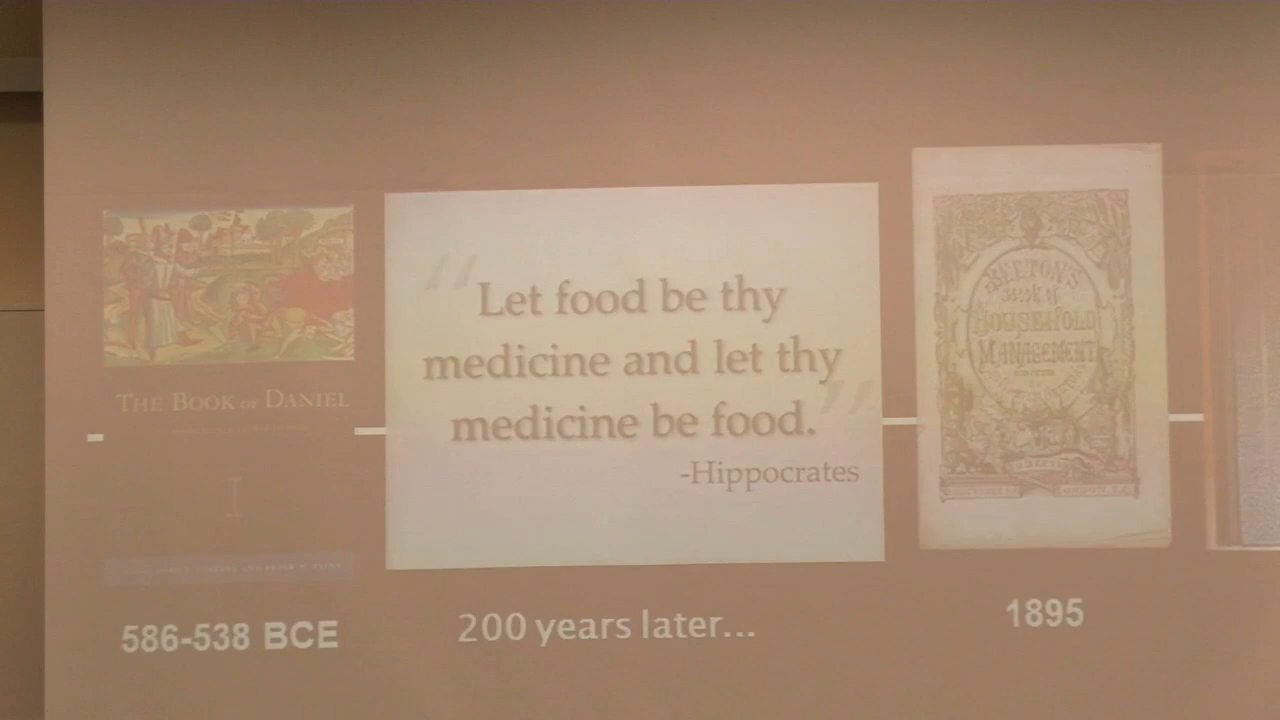 THE BOOK OF DANIEL
I
586-538 BCE
“Let food be thy
medicine and let thy
medicine be food.”
-Hippocrates
200 years later...
BEETON'S
BOOK OF
HOUSEHOLD
MANAGEMENT
EDITED
1895